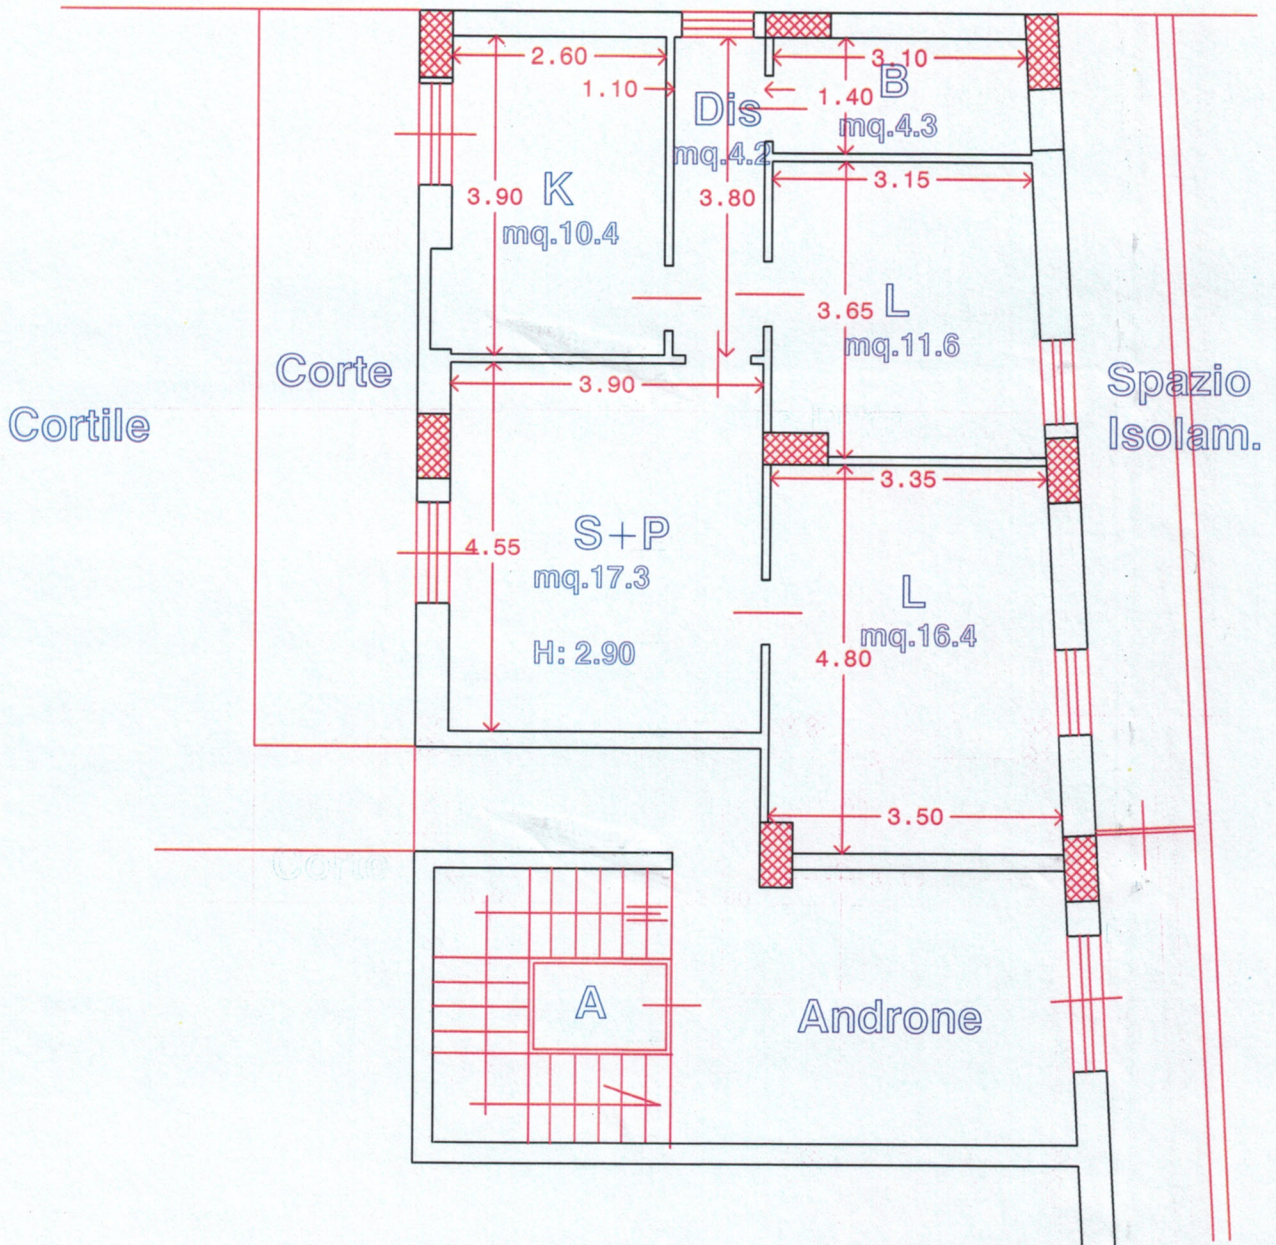 2.60
3.10
1.10
1.40
B
Dis
mq.4.3
mq.4.2
3.15
3.90
K
3.80
mq.10.4
3.65
L
mq.11.6
Corte
3.90
Spazio
Isolam.
Cortile
3.35
4.55
S+P
mq.17.3
L
mq.16.4
H: 2.90
4.80
3.50
Corte
A
Androne